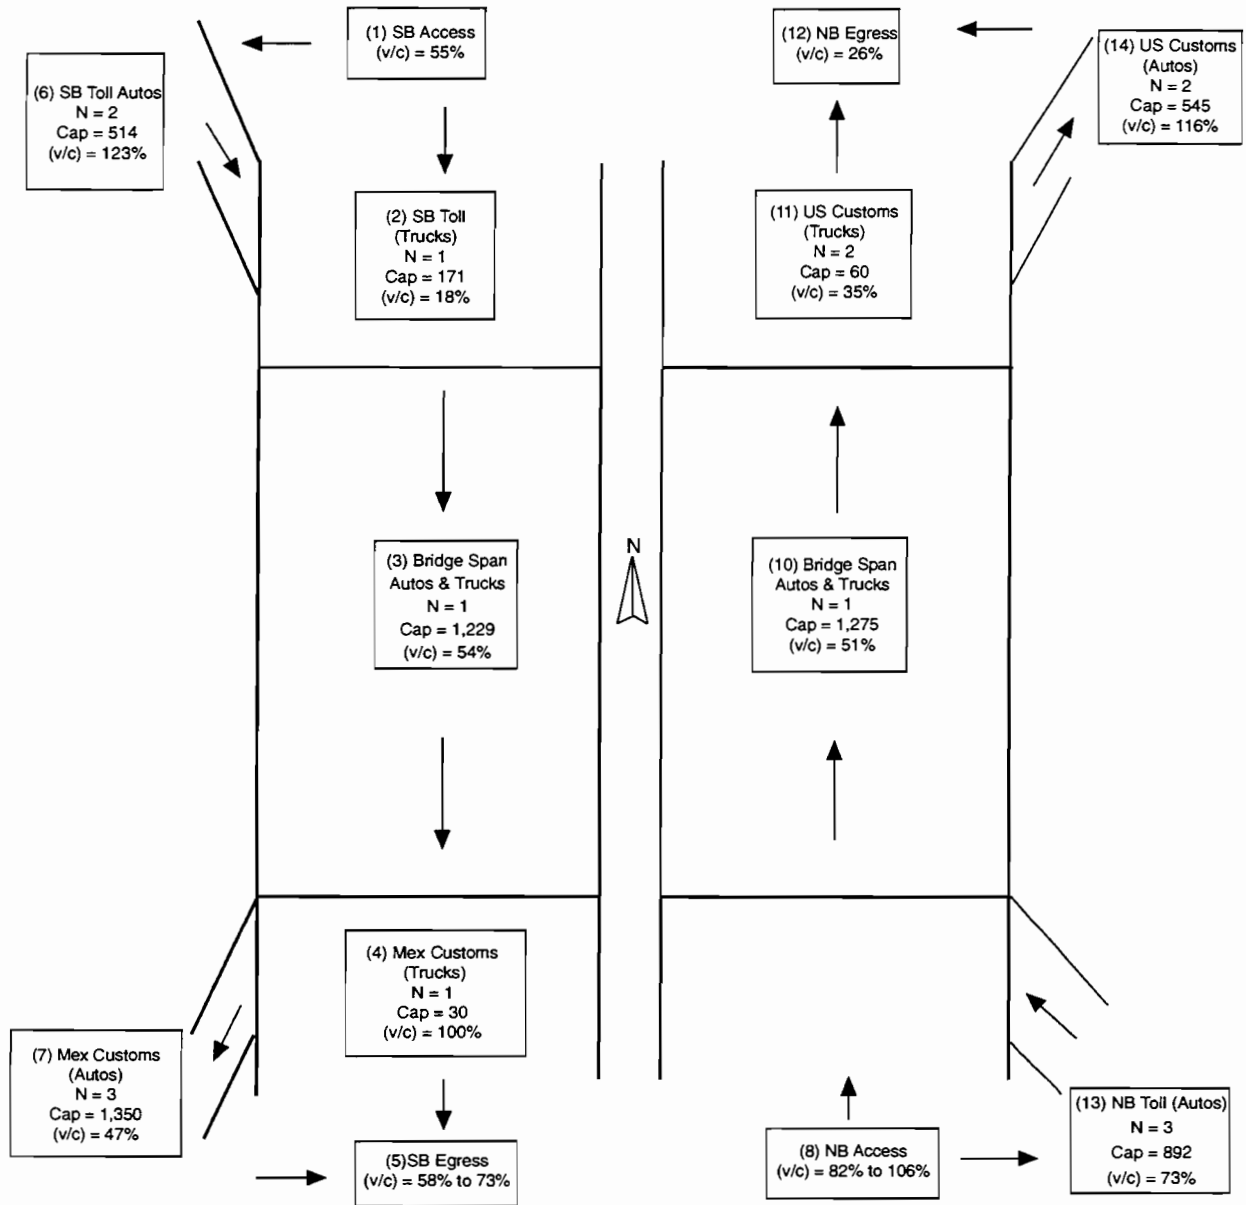 (1) SB Access
(v/c) = 55%
(12) NB Egress
(v/c) = 26%
(14) US Customs
(Autos)
N = 2
Cap = 545
(v/c) = 116%
(6) SB Toll Autos
N = 2
Cap = 514
(v/c) = 123%
(2) SB Toll
(Trucks)
N = 1
Cap = 171
(v/c) = 18%
(11) US Customs
(Trucks)
N = 2
Cap = 60
(v/c) = 35%
(3) Bridge Span
Autos & Trucks
N = 1
Cap = 1,229
(v/c) = 54%
N
(10) Bridge Span
Autos & Trucks
N = 1
Cap = 1,275
(v/c) = 51%
(4) Mex Customs
(Trucks)
N = 1
Cap = 30
(v/c) = 100%
(7) Mex Customs
(Autos)
N = 3
Cap = 1,350
(v/c) = 47%
(5)SB Egress
(v/c) = 58% to 73%
(8) NB Access
(v/c) = 82% to 106%
(13) NB Toll (Autos)
N = 3
Cap = 892
(v/c) = 73%